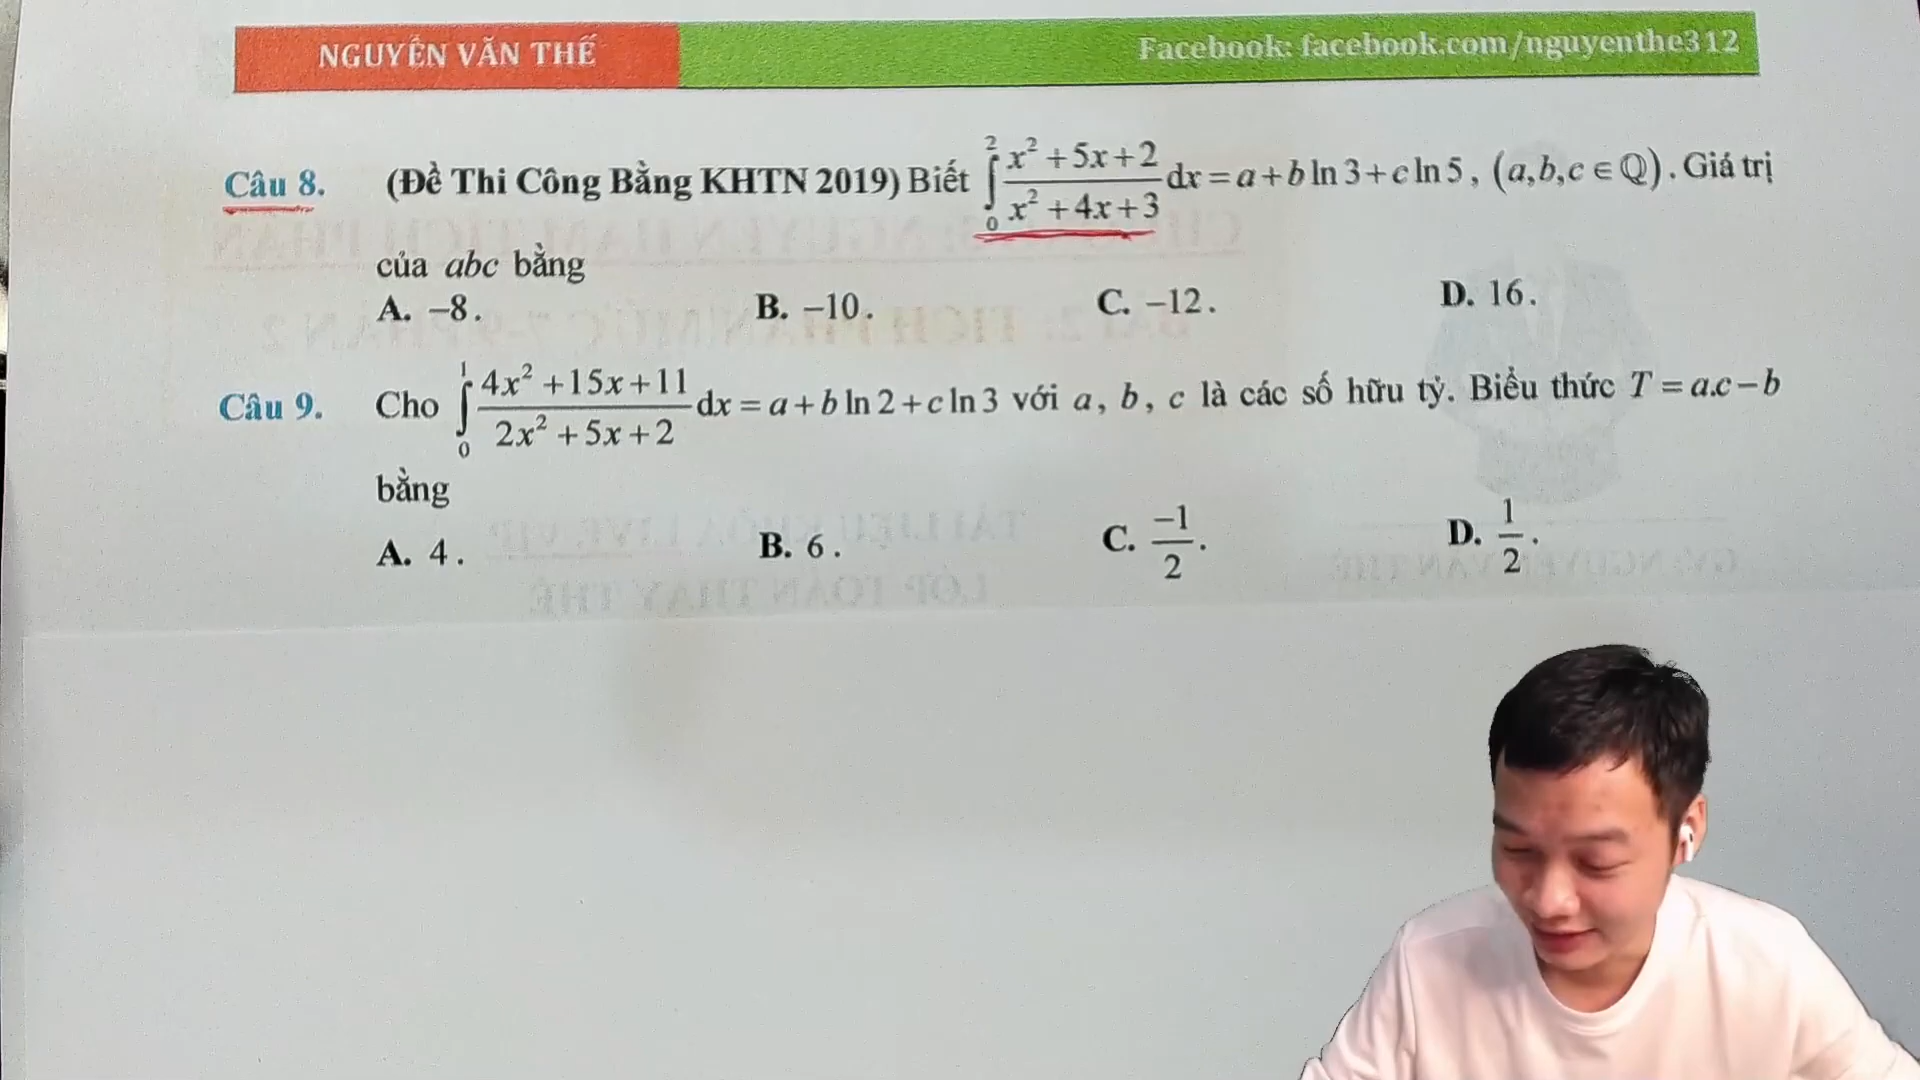 NGUYỄN VĂN THẾ
Facebook: facebook.com/nguyenthe312
Câu 8. (Đề Thi Công Bằng KHTN 2019) Biết ∫₀² (x² + 5x + 2)/(x² + 4x + 3) dx = a + b ln 3 + c ln 5, (a, b, c ∈ ℚ). Giá trị
của abc bằng
A. −8. B. −10. C. −12. D. 16.
Câu 9. Cho ∫₀¹ (4x² + 15x + 11)/(2x² + 5x + 2) dx = a + b ln 2 + c ln 3 với a, b, c là các số hữu tỷ. Biểu thức T = a.c − b
bằng
A. 4. B. 6. C. −1/2. D. 1/2.